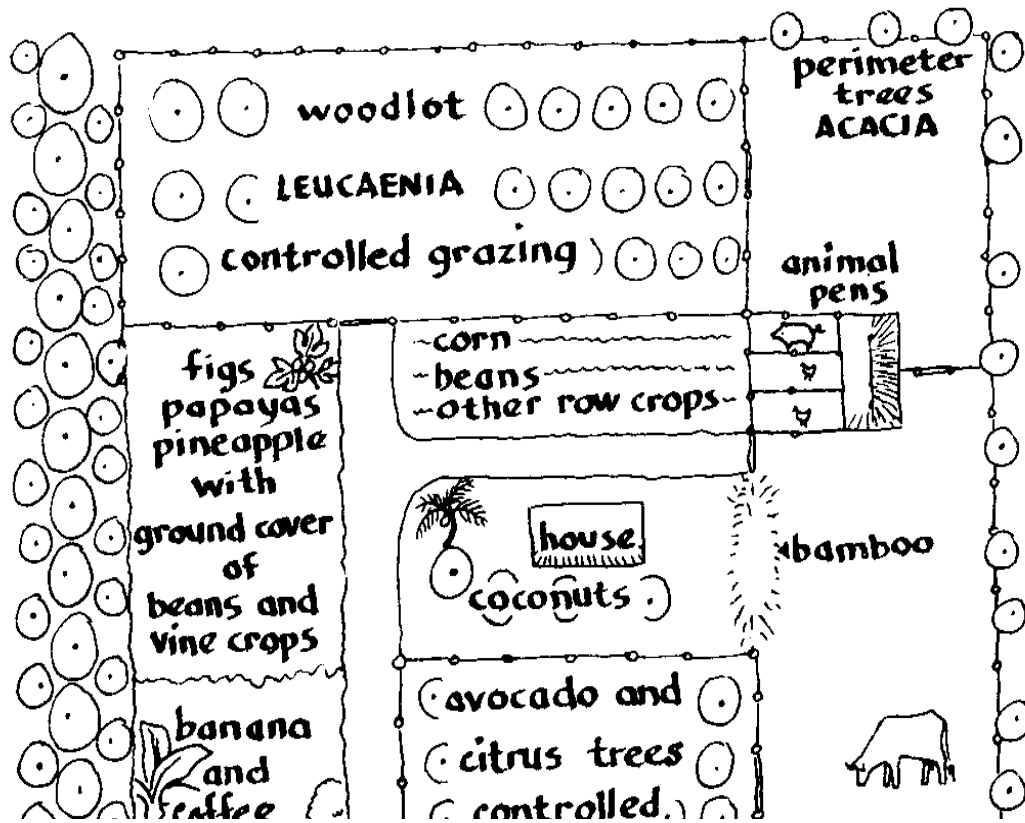 perimeter
trees
ACACIA
woodlot
LEUCAENIA
controlled grazing
animal
pens
corn
beans
other row crops
figs
papayas
pineapple
with
ground cover
of
beans and
vine crops
house
coconuts
bamboo
avocado and
citrus trees
controlled
banana
and
coffee